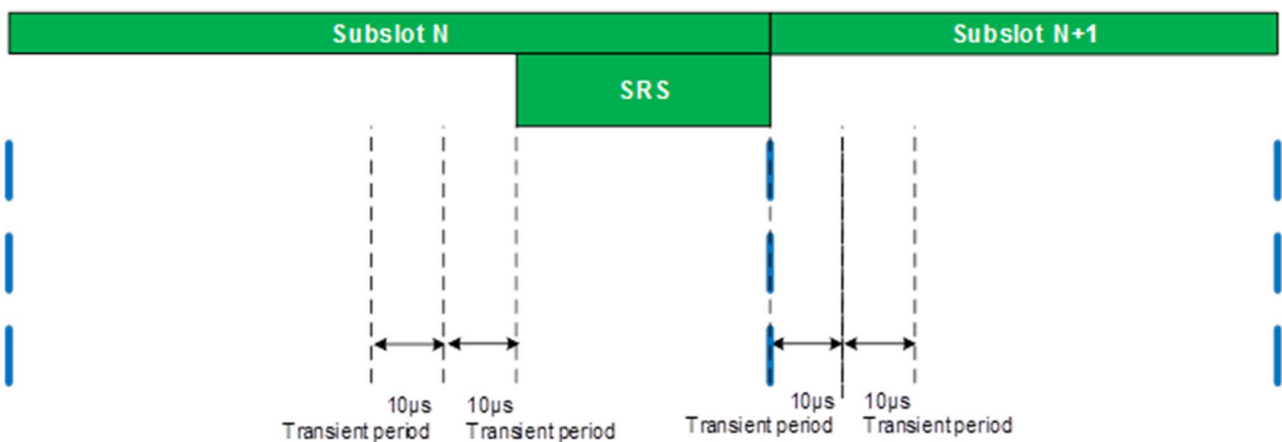 Subslot N
Subslot N+1
SRS
10µs
Transient period
10µs
Transient period
10µs
Transient period
10µs
Transient period